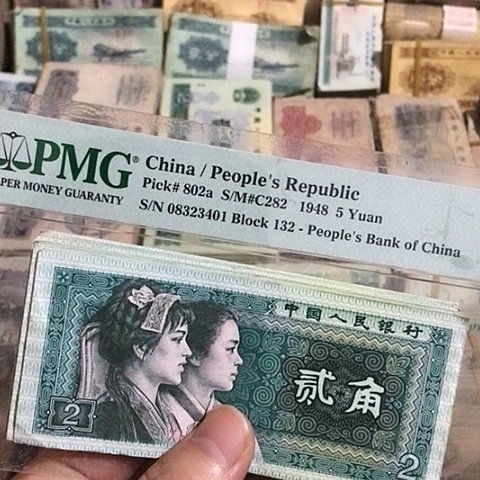 PMG
PER MONEY GUARANTY
China / People's Republic
Pick# 802a S/M#C282 1948 5 Yuan
S/N 08323401 Block 132 - People's Bank of China
中国人民银行
贰角
2
2